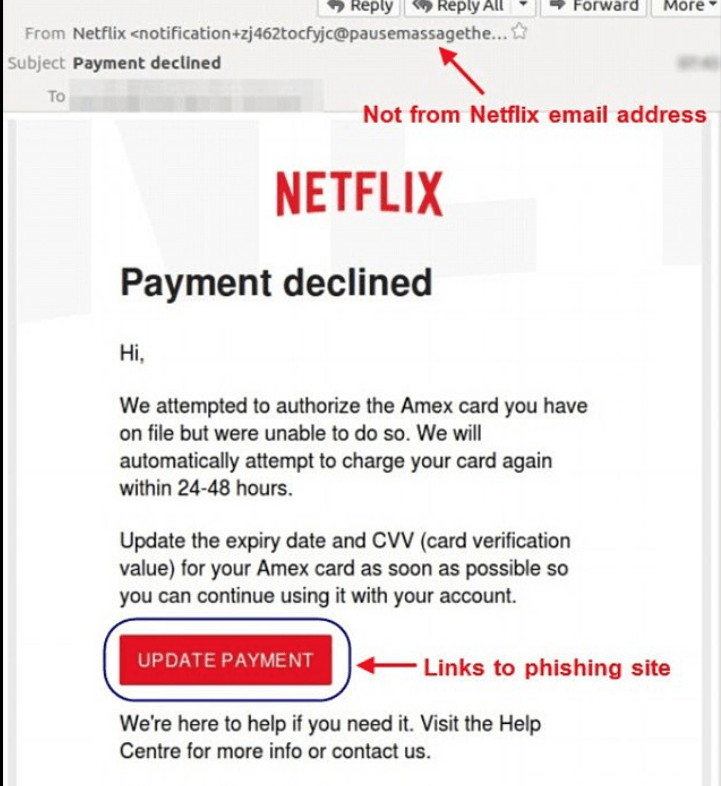 Reply Reply All Forward More
From Netflix <notification+zj462tocfyjc@pausemassagethe...
Subject Payment declined
To
Not from Netflix email address
NETFLIX
Payment declined
Hi,
We attempted to authorize the Amex card you have
on file but were unable to do so. We will
automatically attempt to charge your card again
within 24-48 hours.
Update the expiry date and CVV (card verification
value) for your Amex card as soon as possible so
you can continue using it with your account.
UPDATE PAYMENT
Links to phishing site
We're here to help if you need it. Visit the Help
Centre for more info or contact us.